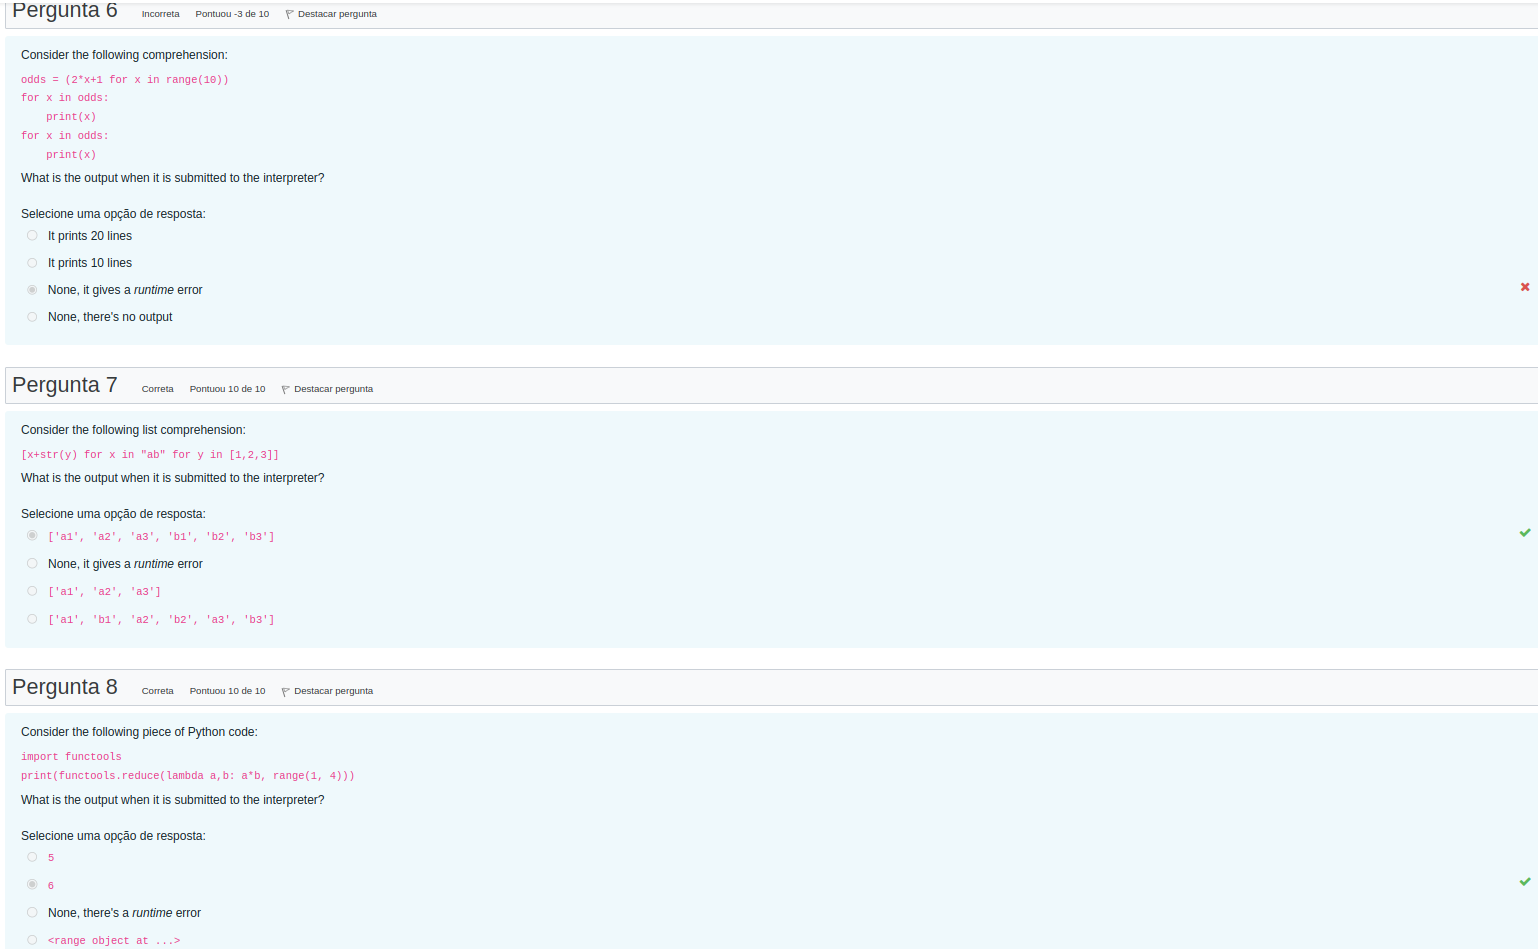 Pergunta 6 Incorreta Pontuou -3 de 10 Destacar pergunta
Consider the following comprehension:
odds = (2*x+1 for x in range(10))
for x in odds:
    print(x)
for x in odds:
    print(x)
What is the output when it is submitted to the interpreter?
Selecione uma opção de resposta:
It prints 20 lines
It prints 10 lines
None, it gives a runtime error
None, there's no output
Pergunta 7 Correta Pontuou 10 de 10 Destacar pergunta
Consider the following list comprehension:
[x+str(y) for x in "ab" for y in [1,2,3]]
What is the output when it is submitted to the interpreter?
Selecione uma opção de resposta:
['a1', 'a2', 'a3', 'b1', 'b2', 'b3']
None, it gives a runtime error
['a1', 'a2', 'a3']
['a1', 'b1', 'a2', 'b2', 'a3', 'b3']
Pergunta 8 Correta Pontuou 10 de 10 Destacar pergunta
Consider the following piece of Python code:
import functools
print(functools.reduce(lambda a,b: a*b, range(1, 4)))
What is the output when it is submitted to the interpreter?
Selecione uma opção de resposta:
5
6
None, there's a runtime error
<range object at ...>